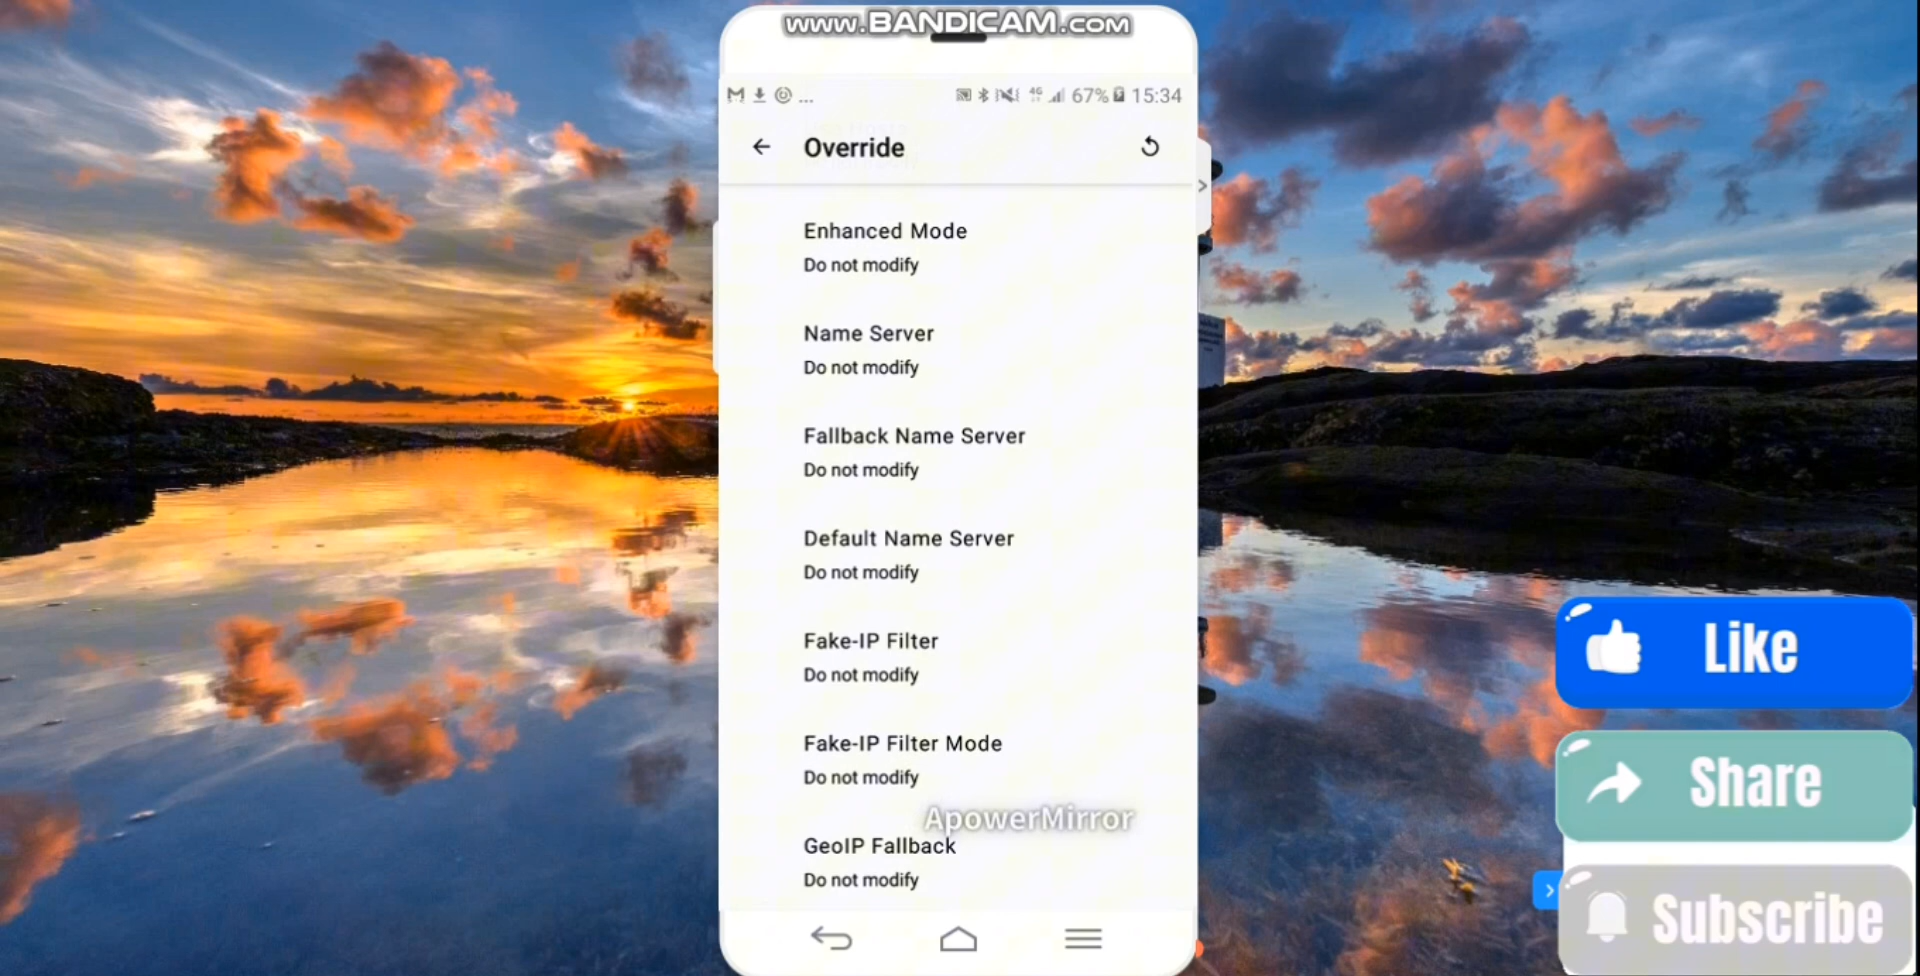 www.BANDICAM.com
... 4G 67% 15:34
Override
Enhanced Mode
Do not modify
Name Server
Do not modify
Fallback Name Server
Do not modify
Default Name Server
Do not modify
Fake-IP Filter
Do not modify
Fake-IP Filter Mode
Do not modify
ApowerMirror
GeoIP Fallback
Do not modify
Like
Share
Subscribe